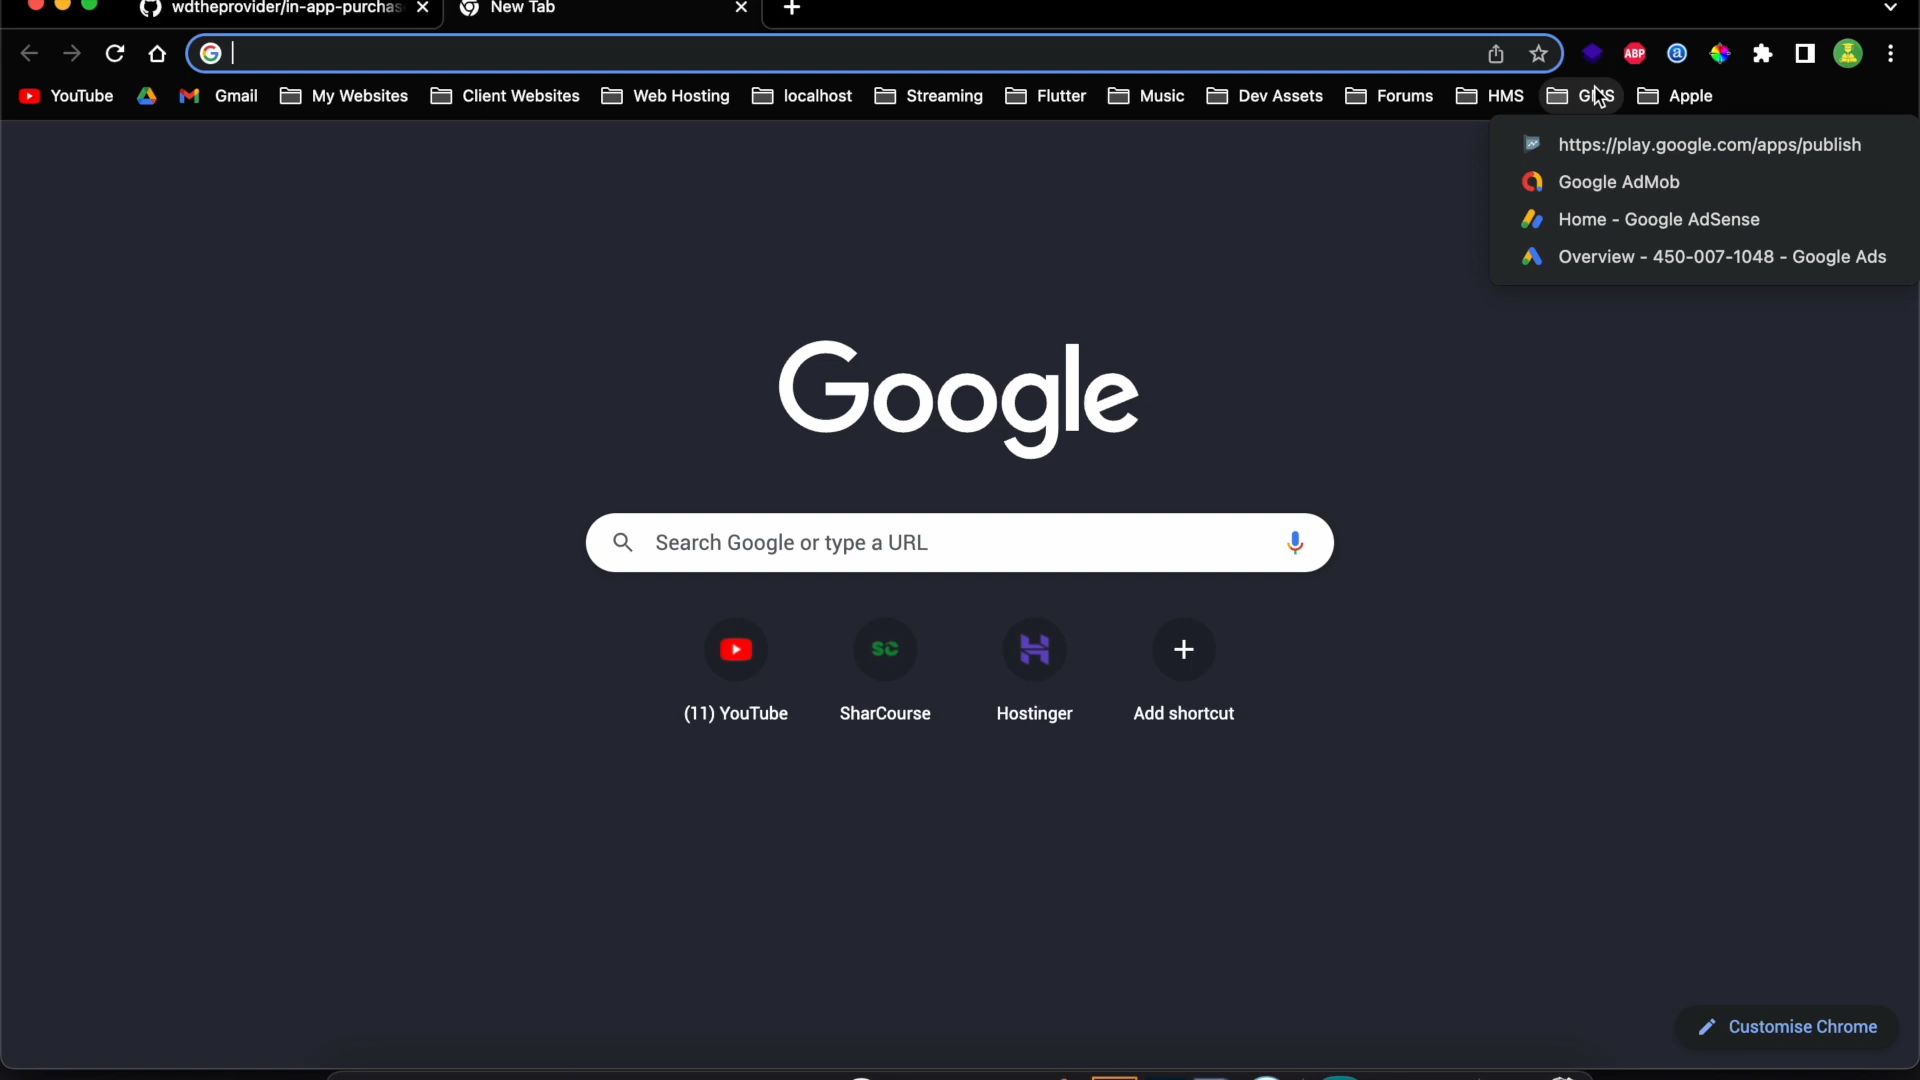 wdtheprovider/in-app-purchas
New Tab
ABP
YouTube
Gmail
My Websites
Client Websites
Web Hosting
localhost
Streaming
Flutter
Music
Dev Assets
Forums
HMS
Apple
https://play.google.com/apps/publish
Google AdMob
Home - Google AdSense
Overview - 450-007-1048 - Google Ads
Google
Search Google or type a URL
sc
(11) YouTube
SharCourse
Hostinger
Add shortcut
Customise Chrome